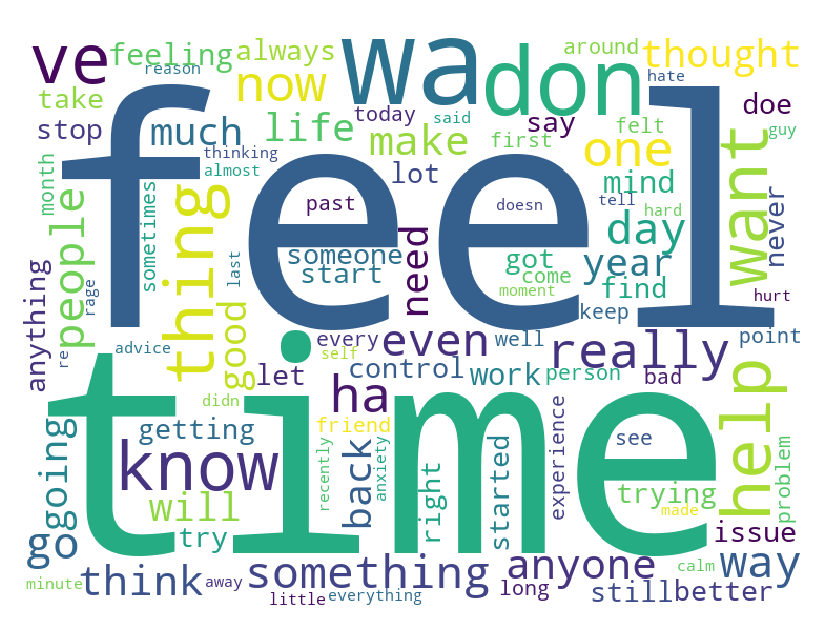 ve
feeling
always
wa
don
around
thought
reason
now
hate
take
doe
stop
much
life
today
said
say
felt
guy
make
first
one
thinking
almost
lot
mind
tell
month
people
sometimes
thing
past
doesn
hard
want
never
feel
someone
start
need
got
come
day
year
find
last
moment
hurt
rage
anything
good
keep
re
advice
every
self
even
well
really
point
let
control
work
person
bad
time
ha
didn
friend
help
getting
know
see
going
will
try
back
recently
anxiety
right
started
experience
trying
made
problem
issue
go
think
something
anyone
way
calm
minute
away
little
everything
long
still
better